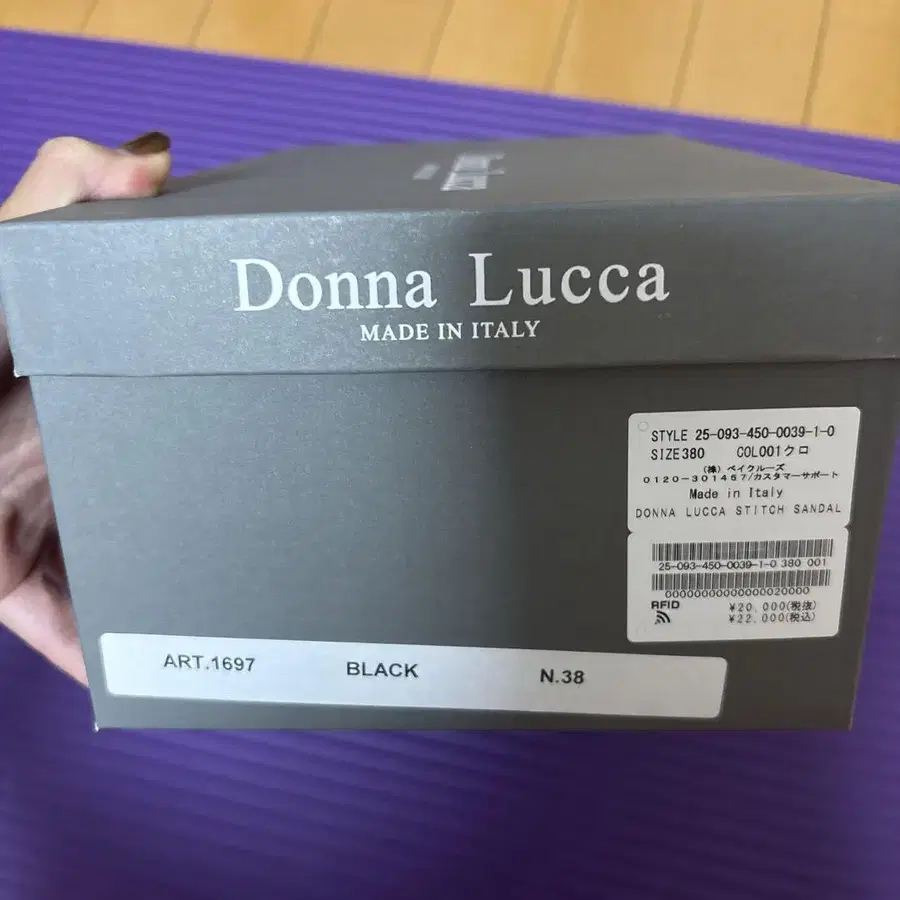 Donna Lucca
MADE IN ITALY
STYLE 25-093-450-0039-1-0
SIZE380 COL001クロ
(株)ベイクルーズ
0120-301457/カスタマーサポート
Made in Italy
DONNA LUCCA STITCH SANDAL
25-093-450-0039-1-0 380 001
00000000000000020000
RFID ¥20,000(税抜)
¥22,000(税込)
ART.1697 BLACK N.38